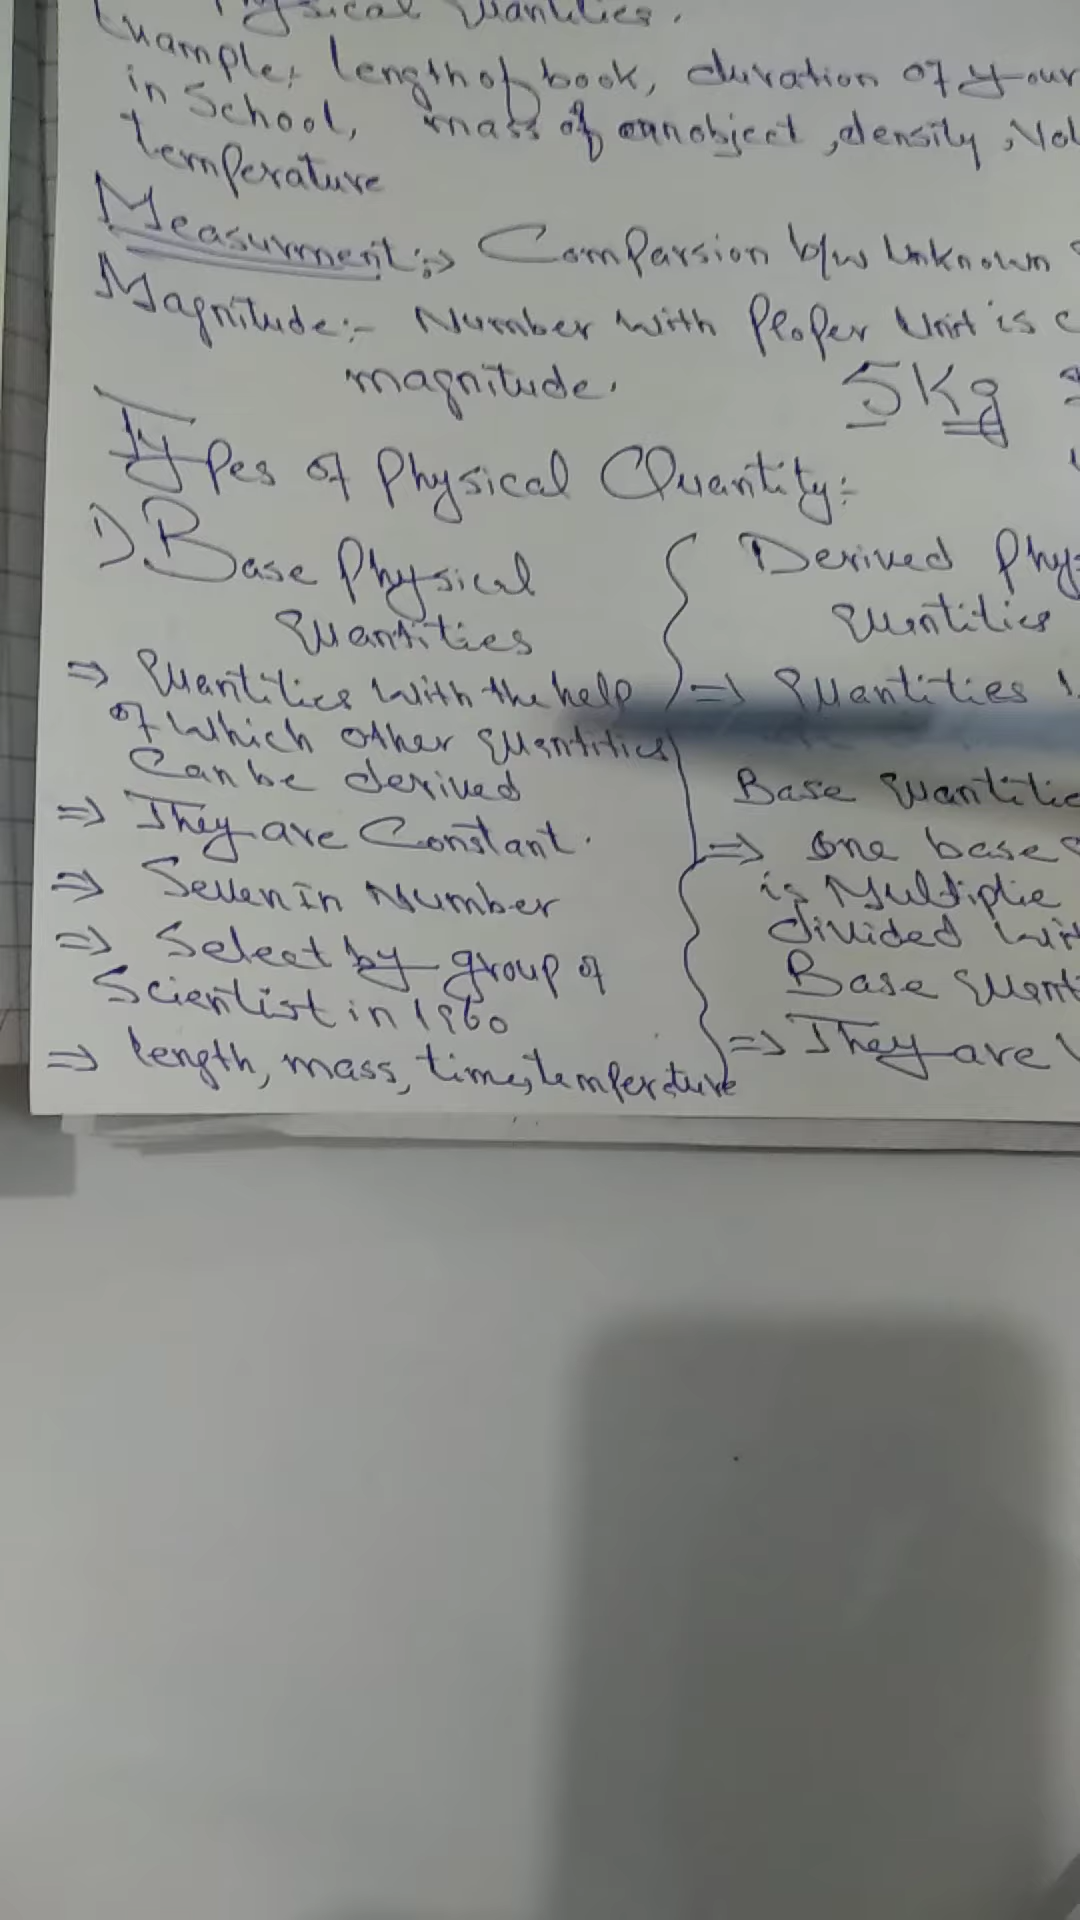 Physical Quantities.
Example: length of book, duration of your
in School, mass of an object, density, Vol
temperature
Measurment:⇒ Comparsion b/w Unknown
Magnitude:- Number with Proper Unit is c
magnitude.
5Kg
Types of Physical Quantity:-
1) Base Physical
Quantities
⇒ Quantities with the help
of which other Quantities
Can be derived
⇒ They are Constant.
⇒ Seven in Number
⇒ Select by group of
Scientist in 1960
⇒ length, mass, time, temperture
Derived Phys
Quntities
⇒ Quantities
Base Quantitie
⇒ One base
is Multiplie
divided wit
Base Quant
⇒ They are